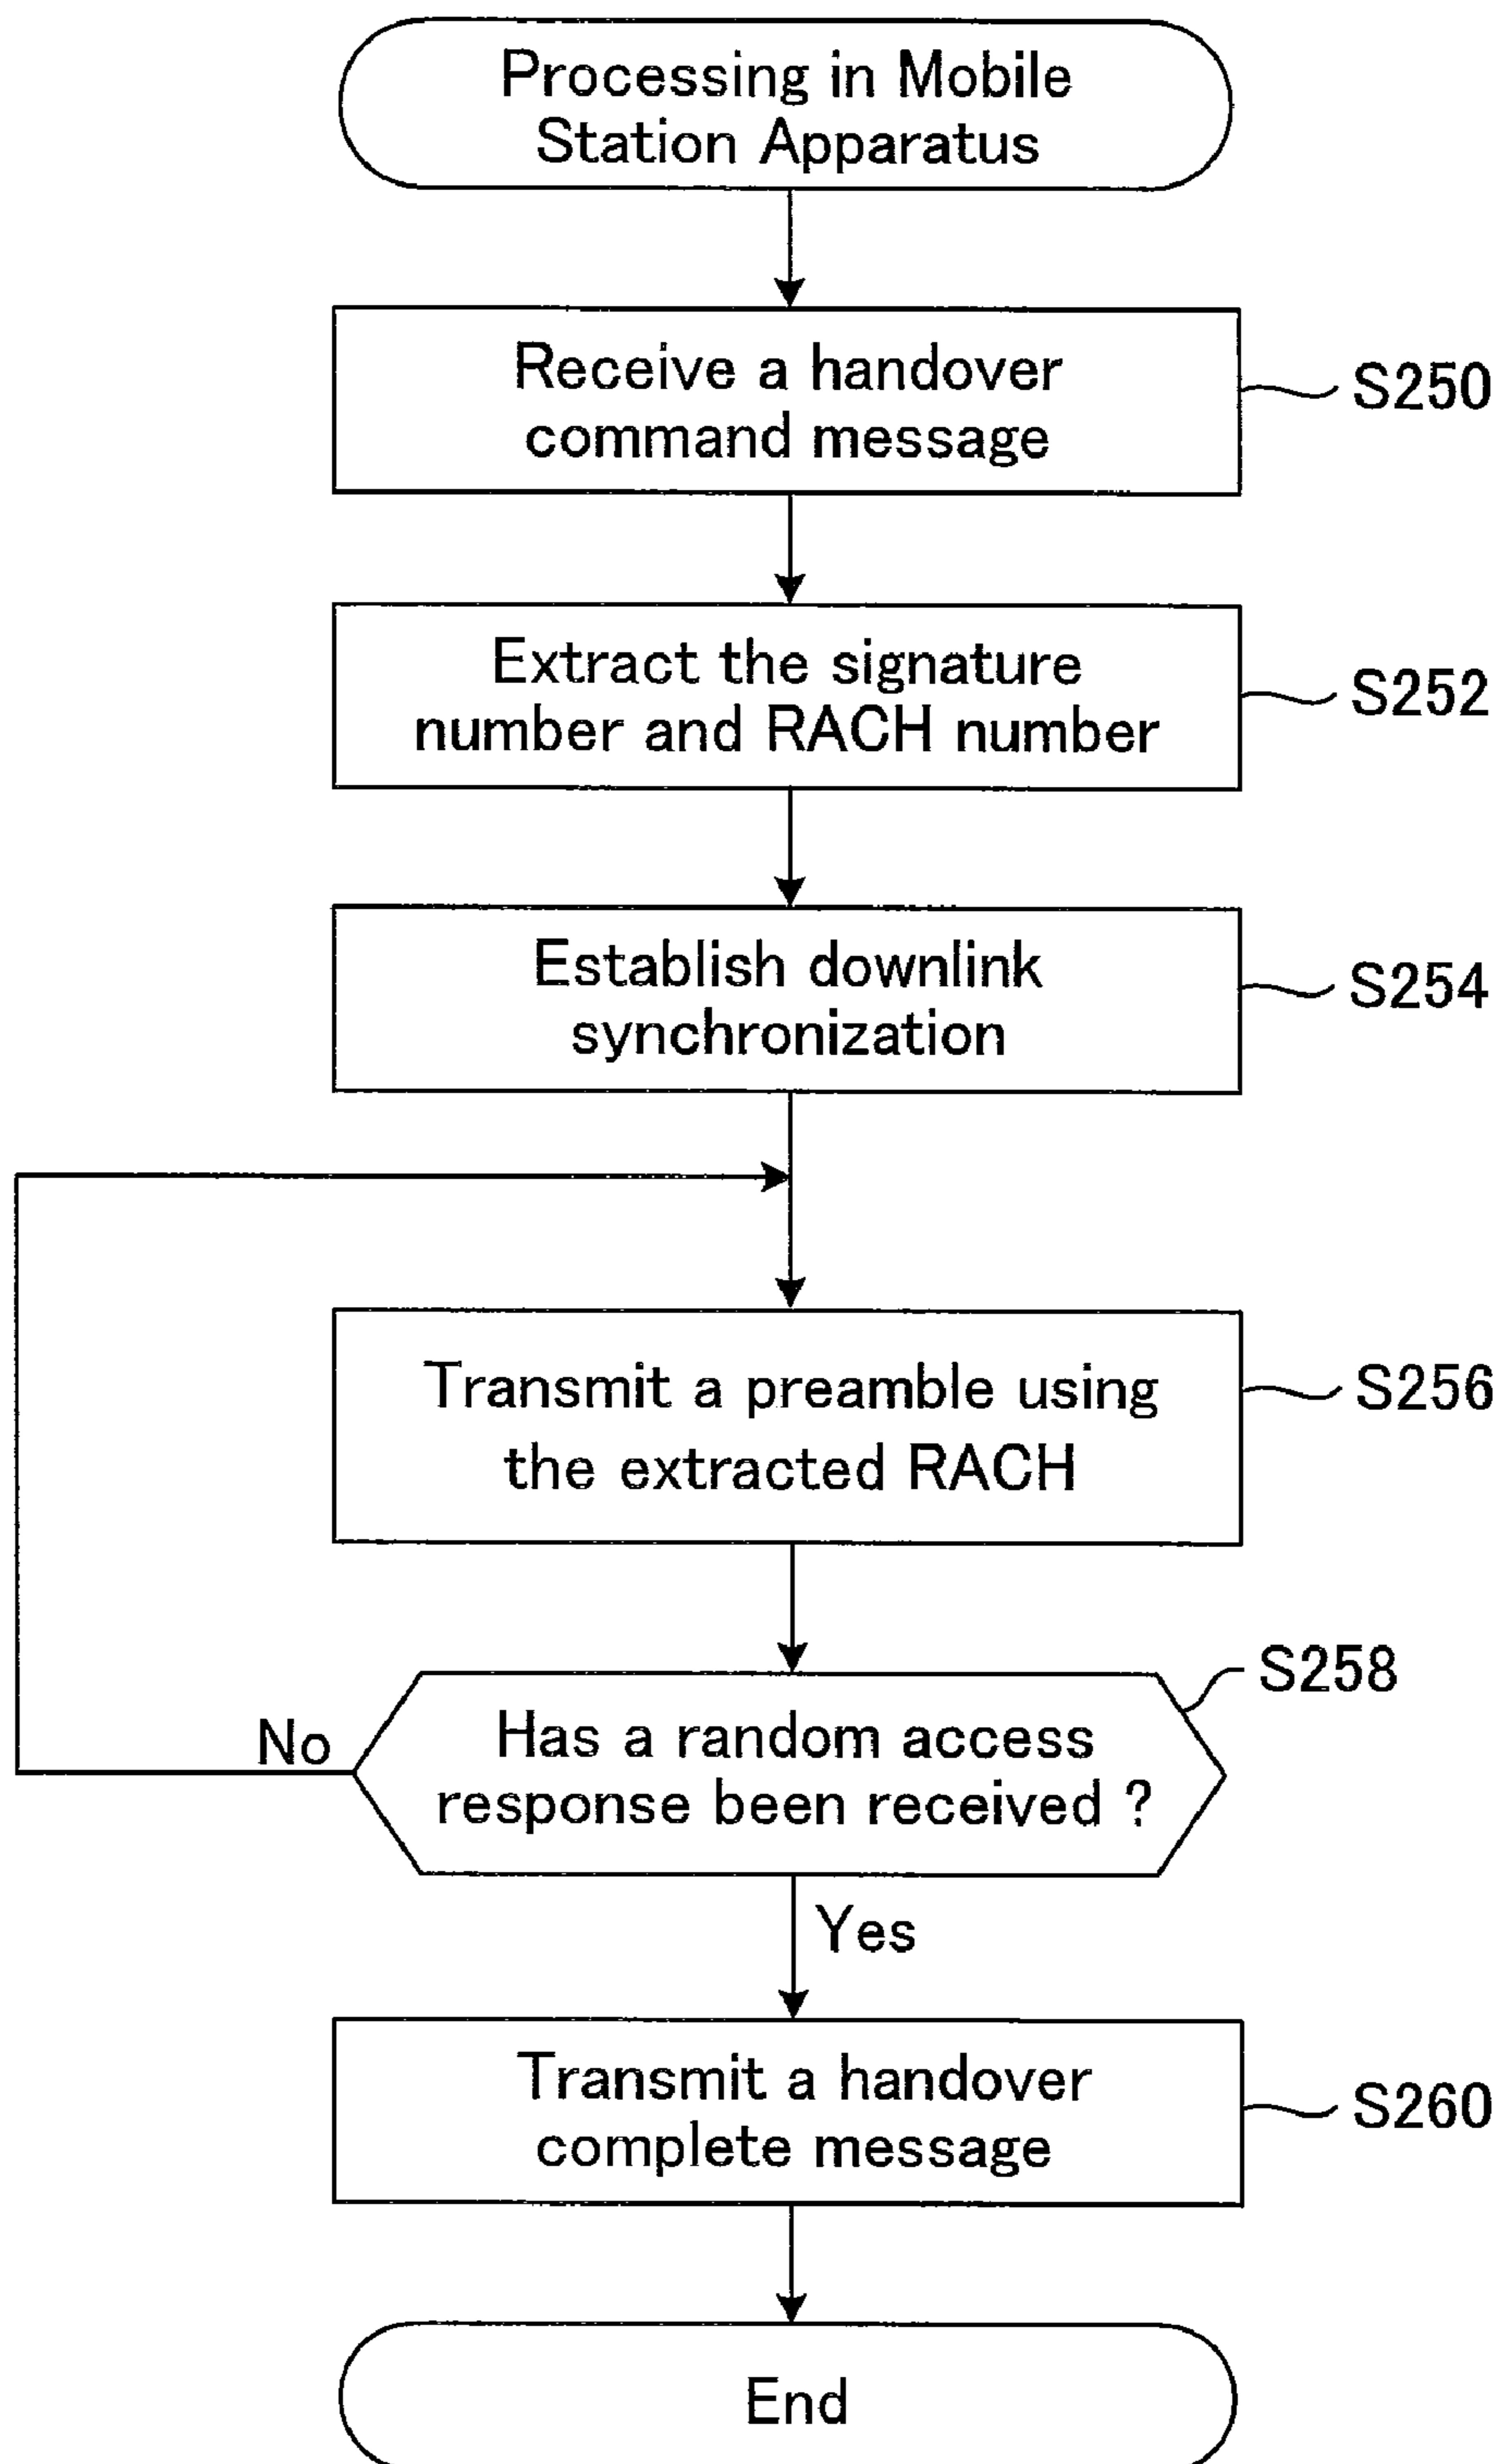 Processing in Mobile
Station Apparatus
Receive a handover
command message
S250
Extract the signature
number and RACH number
S252
Establish downlink
synchronization
S254
Transmit a preamble using
the extracted RACH
S256
Has a random access
response been received ?
S258
No
Yes
Transmit a handover
complete message
S260
End